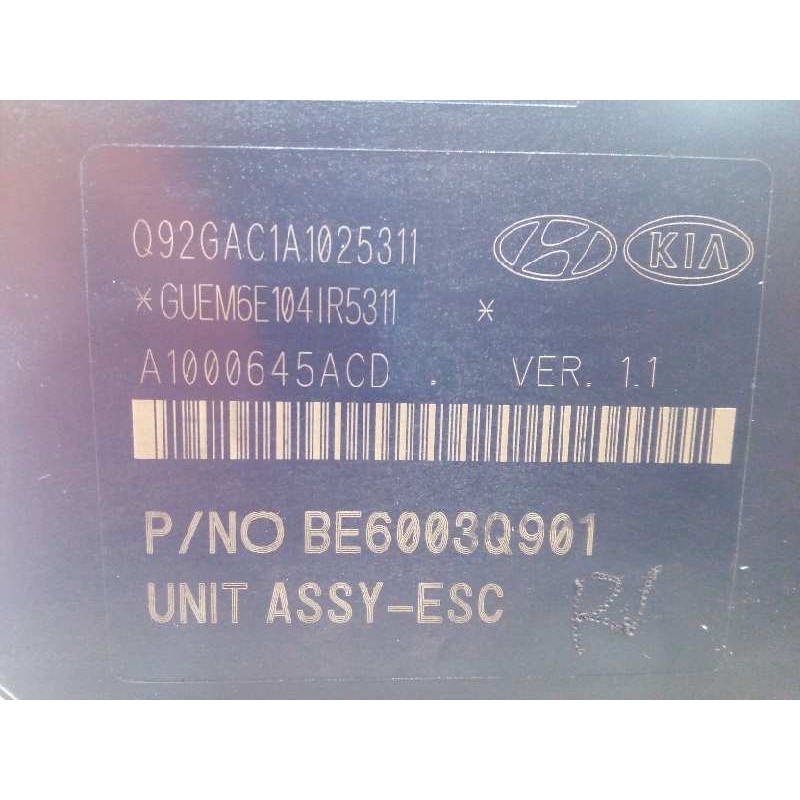 Q92GAC1A1025311
KIA
*GUEM6E104IR5311 *
A1000645ACD . VER. 1.1
P/NO BE6003Q901
UNIT ASSY-ESC